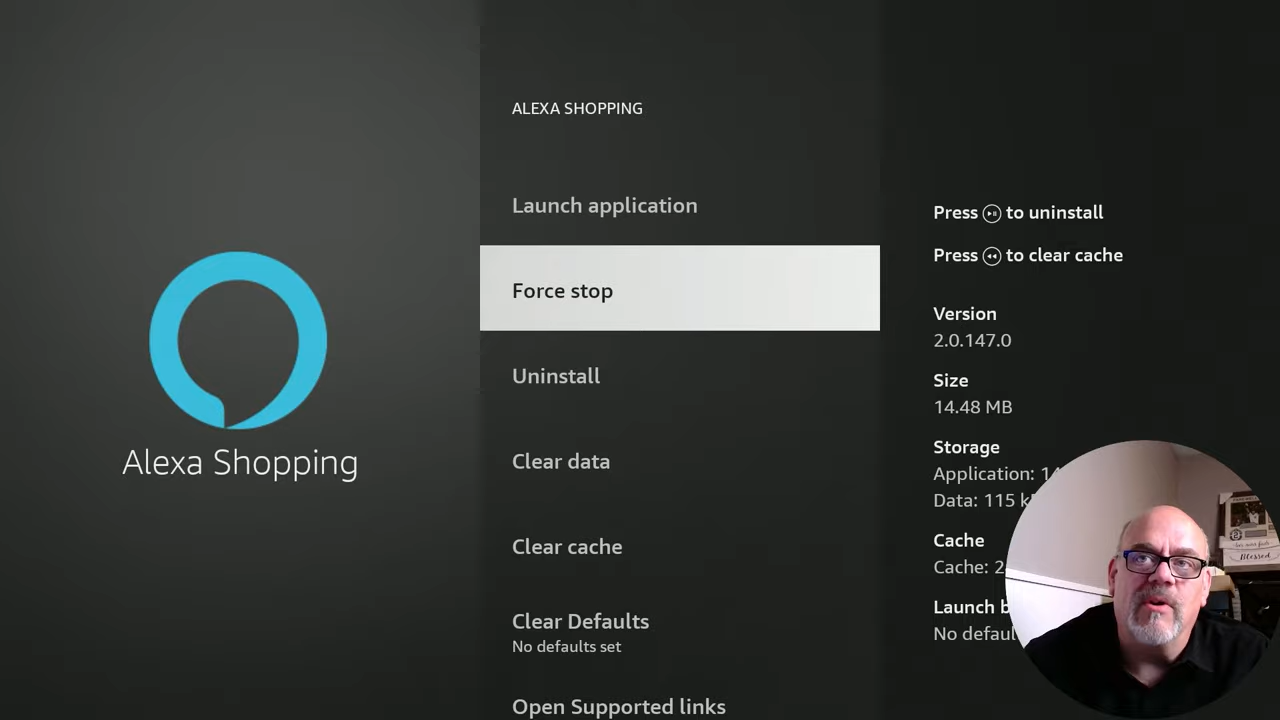 Alexa Shopping
ALEXA SHOPPING
Launch application
Force stop
Uninstall
Clear data
Clear cache
Clear Defaults
No defaults set
Open Supported links
Press to uninstall
Press to clear cache
Version
2.0.147.0
Size
14.48 MB
Storage
Application:
Data: 115
Cache
Cache:
Launch
No
Blessed